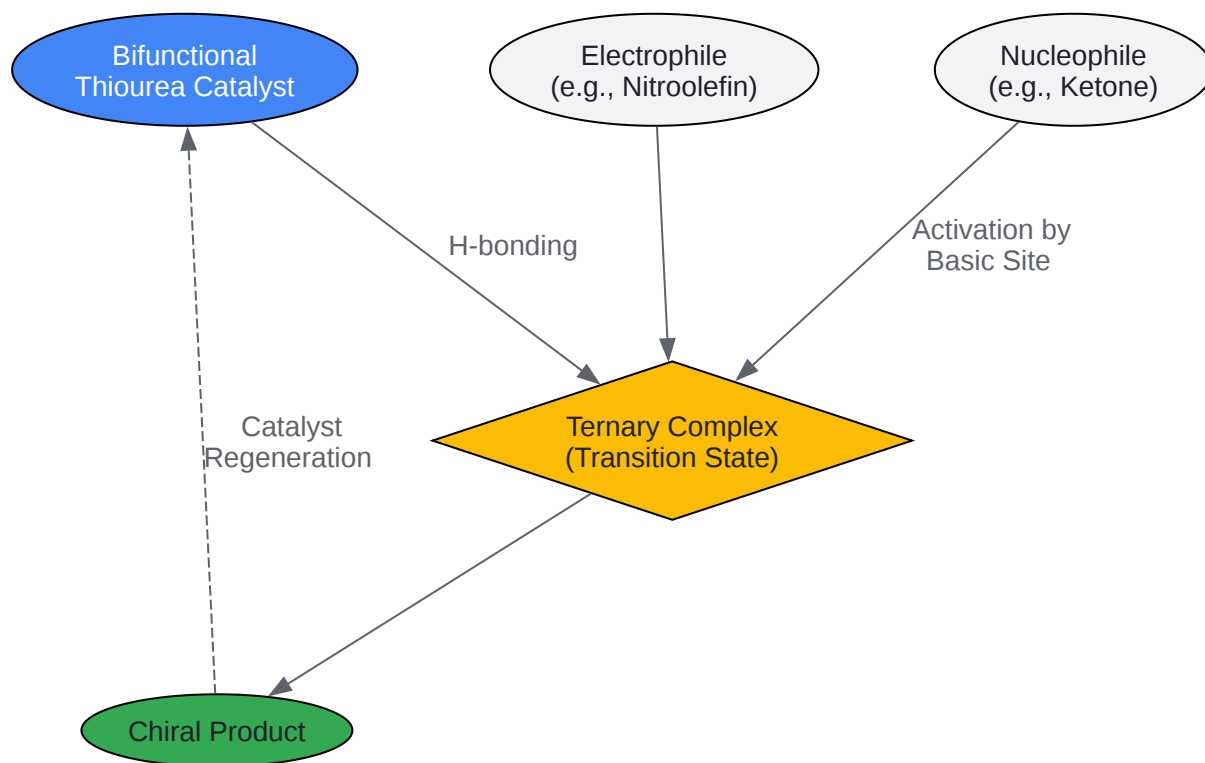 Bifunctional
Thiourea Catalyst
Electrophile
(e.g., Nitroolefin)
Nucleophile
(e.g., Ketone)
H-bonding
Activation by
Basic Site
Catalyst
Regeneration
Ternary Complex
(Transition State)
Chiral Product